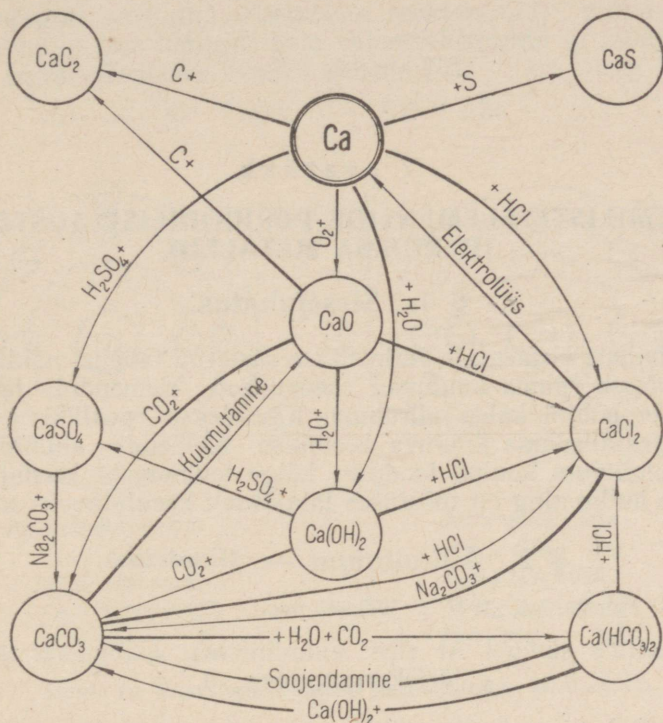 CaC₂
C+
+S
CaS
Ca
C+
H₂SO₄+
O₂+
+H₂O
+ HCl
Elektrolüüs
CaO
+HCl
CO₂+
Kuumutamine
H₂O+
CaSO₄
CaCl₂
H₂SO₄+
+HCl
Na₂CO₃+
Ca(OH)₂
CO₂+
+ HCl
Na₂CO₃+
+HCl
CaCO₃
+ H₂O + CO₂
Ca(HCO₃)₂
Soojendamine
Ca(OH)₂+